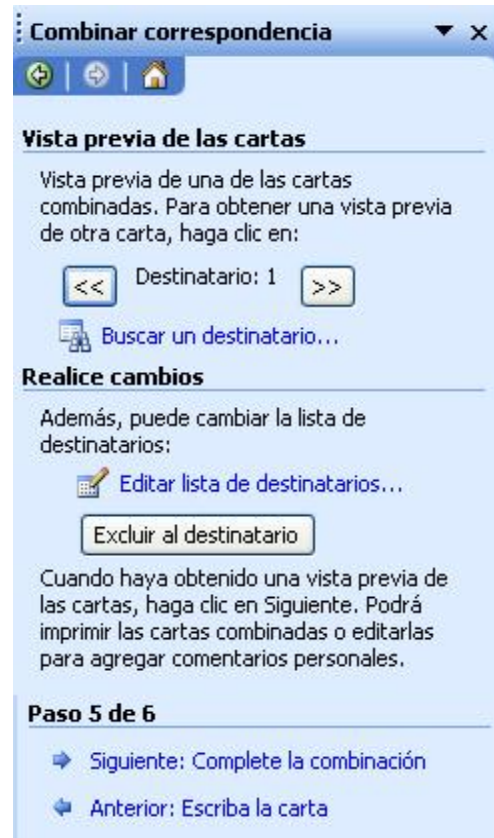 Combinar correspondencia
Vista previa de las cartas
Vista previa de una de las cartas
combinadas. Para obtener una vista previa
de otra carta, haga clic en:
<< Destinatario: 1 >>
Buscar un destinatario...
Realice cambios
Además, puede cambiar la lista de
destinatarios:
Editar lista de destinatarios...
Excluir al destinatario
Cuando haya obtenido una vista previa de
las cartas, haga clic en Siguiente. Podrá
imprimir las cartas combinadas o editarlas
para agregar comentarios personales.
Paso 5 de 6
Siguiente: Complete la combinación
Anterior: Escriba la carta